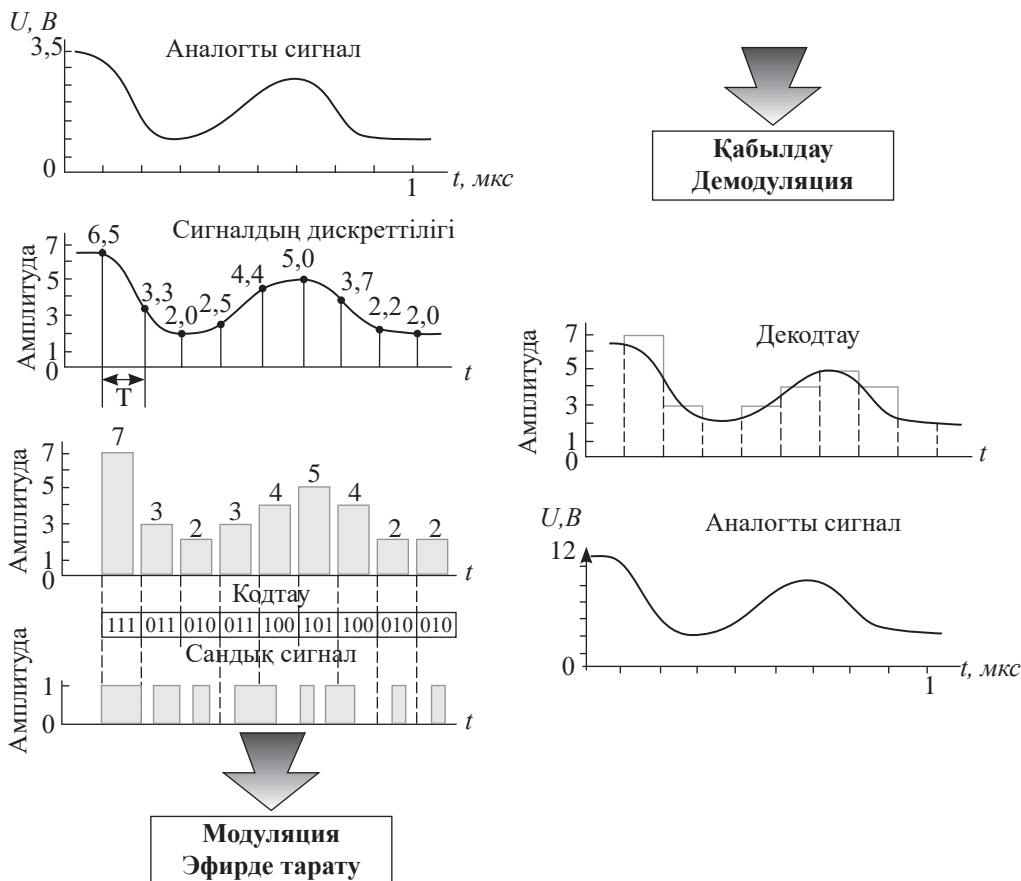 U, В
3,5
Аналогты сигнал
0
1
t, мкс
Сигналдың дискреттілігі
Амплитуда
7
5
3
1
0
6,5
3,3
2,0
2,5
4,4
5,0
3,7
2,2
2,0
t
T
Амплитуда
7
5
3
1
0
7
3
2
3
4
5
4
2
2
t
Кодтау
111 011 010 011 100 101 100 010 010
Сандық сигнал
Амплитуда
1
0
t
Модуляция
Эфирде тарату
Қабылдау
Демодуляция
Декодтау
Амплитуда
7
5
3
1
0
t
U,В
Аналогты сигнал
12
0
1
t, мкс